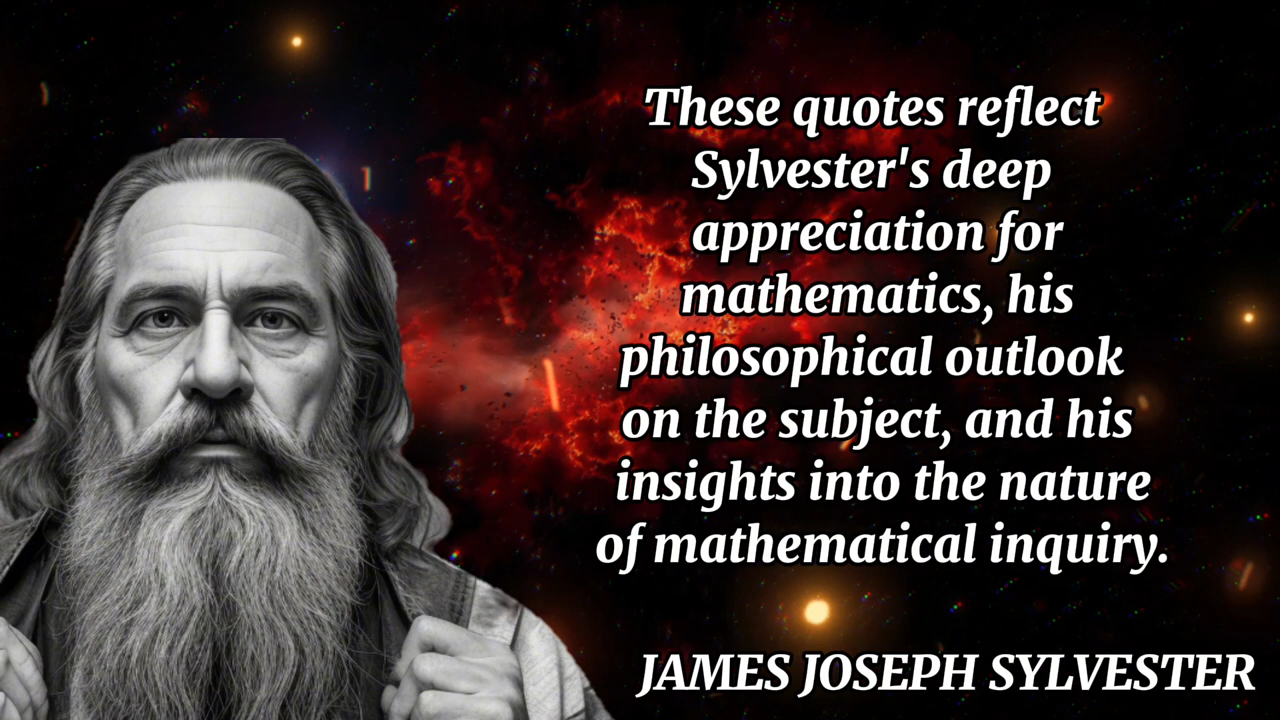 These quotes reflect
Sylvester's deep
appreciation for
mathematics, his
philosophical outlook
on the subject, and his
insights into the nature
of mathematical inquiry.
JAMES JOSEPH SYLVESTER